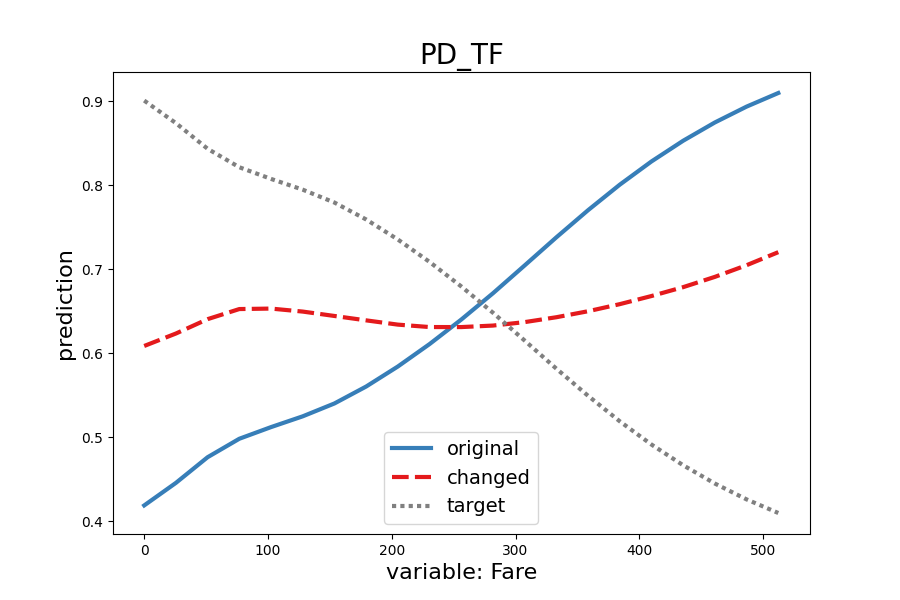 PD_TF
prediction
0.9
0.8
0.7
0.6
0.5
0.4
original
changed
target
0 100 200 300 400 500
variable: Fare